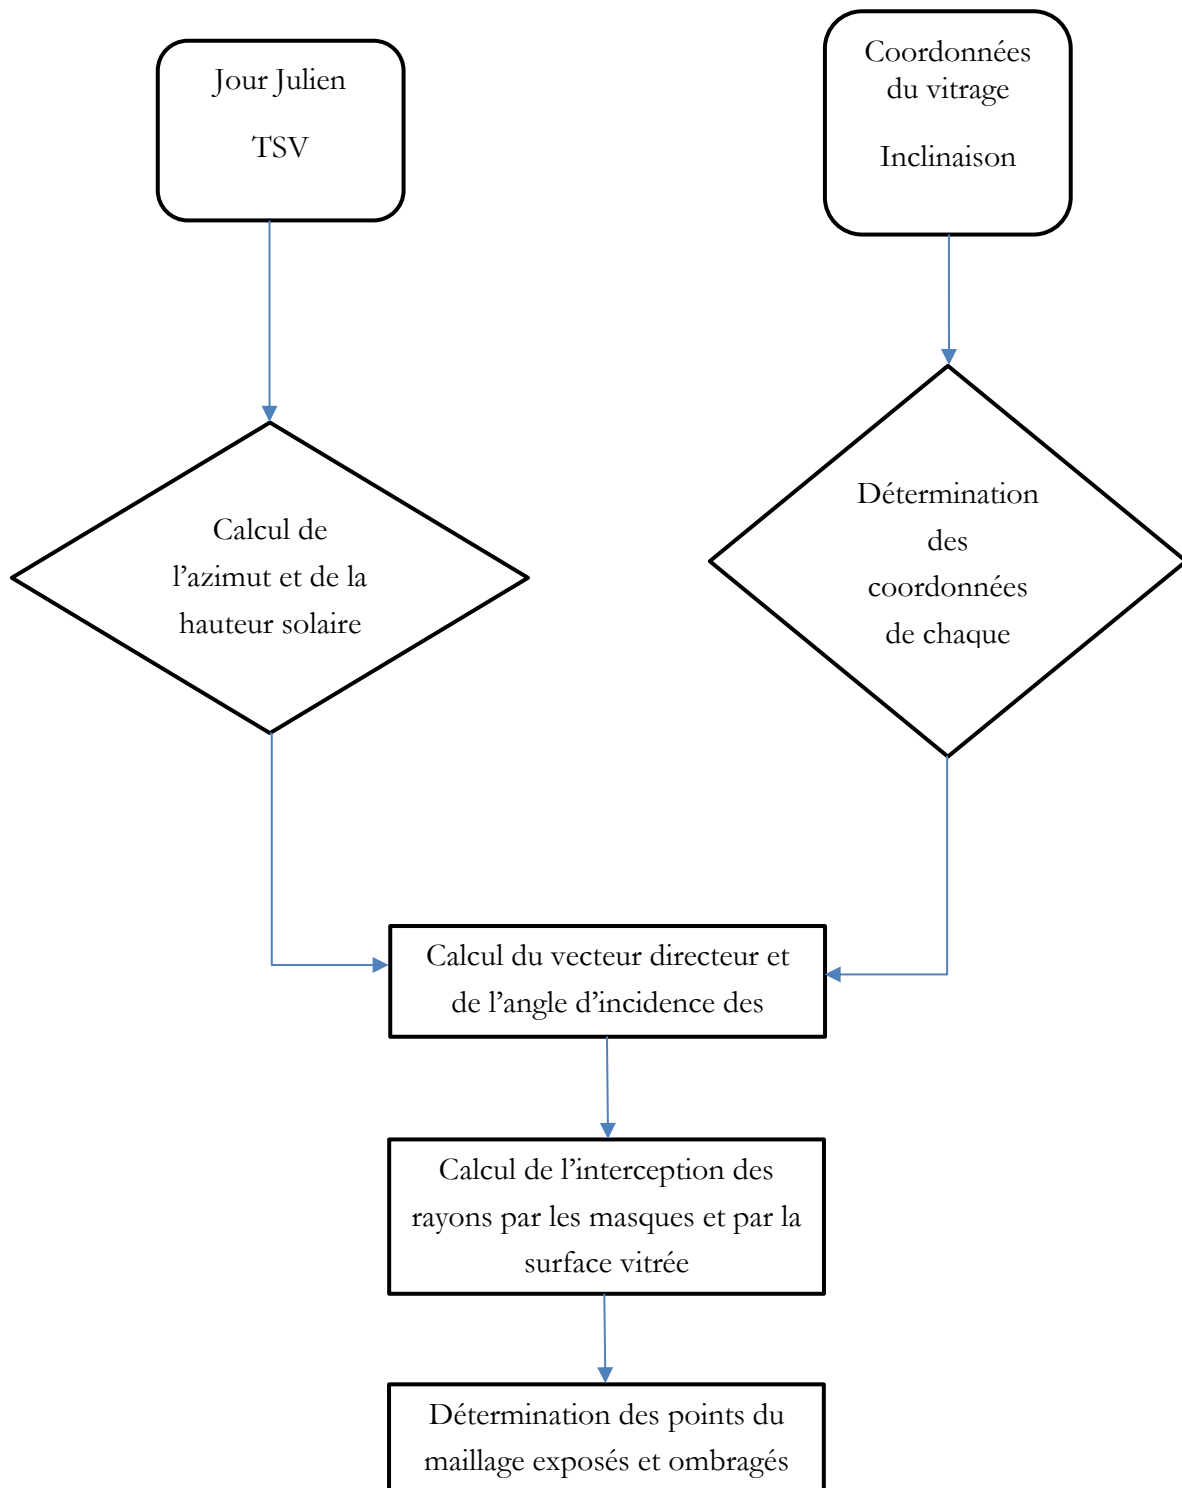 Jour Julien
TSV
Coordonnées
du vitrage
Inclinaison
Calcul de
l’azimut et de la
hauteur solaire
Détermination
des
coordonnées
de chaque
Calcul du vecteur directeur et
de l’angle d’incidence des
Calcul de l’interception des
rayons par les masques et par la
surface vitrée
Détermination des points du
maillage exposés et ombragés